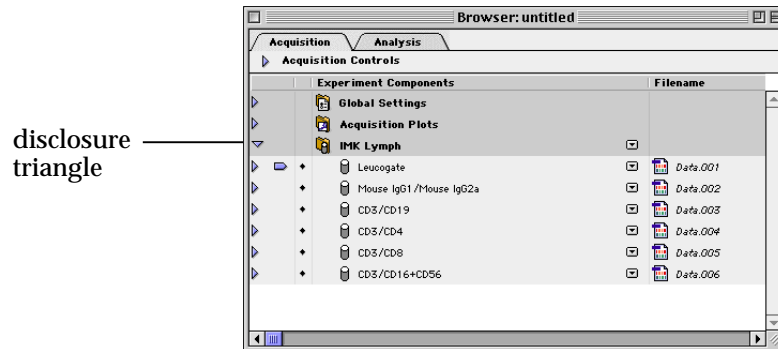 Browser: untitled
Acquisition Analysis
Acquisition Controls
Experiment Components Filename
Global Settings
Acquisition Plots
disclosure
triangle
IMK Lymph
Leucogate Data.001
Mouse IgG1/Mouse IgG2a Data.002
CD3/CD19 Data.003
CD3/CD4 Data.004
CD3/CD8 Data.005
CD3/CD16+CD56 Data.006